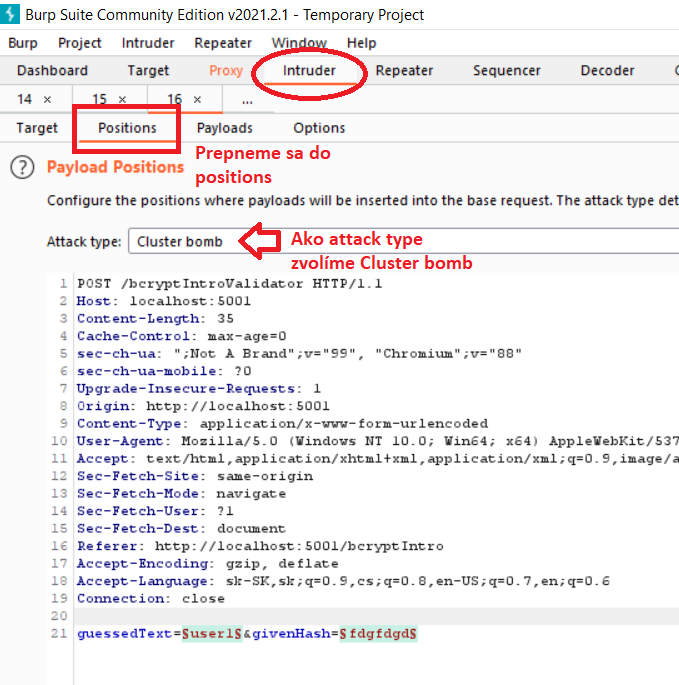 Burp Suite Community Edition v2021.2.1 - Temporary Project
Burp Project Intruder Repeater Window Help
Dashboard Target Proxy Intruder Repeater Sequencer Decoder
14 × 15 × 16 × ...
Target Positions Payloads Options
Prepneme sa do
positions
? Payload Positions
Configure the positions where payloads will be inserted into the base request. The attack type det
Attack type: Cluster bomb
Ako attack type
zvolíme Cluster bomb
1 POST /bcryptIntroValidator HTTP/1.1
2 Host: localhost:5001
3 Content-Length: 35
4 Cache-Control: max-age=0
5 sec-ch-ua: ";Not A Brand";v="99", "Chromium";v="88"
6 sec-ch-ua-mobile: ?0
7 Upgrade-Insecure-Requests: 1
8 Origin: http://localhost:5001
9 Content-Type: application/x-www-form-urlencoded
10 User-Agent: Mozilla/5.0 (Windows NT 10.0; Win64; x64) AppleWebKit/537
11 Accept: text/html,application/xhtml+xml,application/xml;q=0.9,image/a
12 Sec-Fetch-Site: same-origin
13 Sec-Fetch-Mode: navigate
14 Sec-Fetch-User: ?1
15 Sec-Fetch-Dest: document
16 Referer: http://localhost:5001/bcryptIntro
17 Accept-Encoding: gzip, deflate
18 Accept-Language: sk-SK,sk;q=0.9,cs;q=0.8,en-US;q=0.7,en;q=0.6
19 Connection: close
20
21 guessedText=§user1§&givenHash=§fdgfdgd§